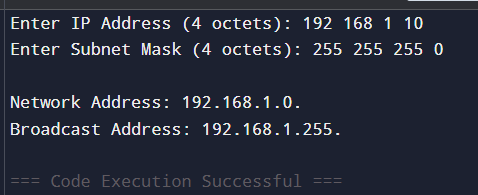 Enter IP Address (4 octets): 192 168 1 10
Enter Subnet Mask (4 octets): 255 255 255 0
Network Address: 192.168.1.0.
Broadcast Address: 192.168.1.255.
=== Code Execution Successful ===